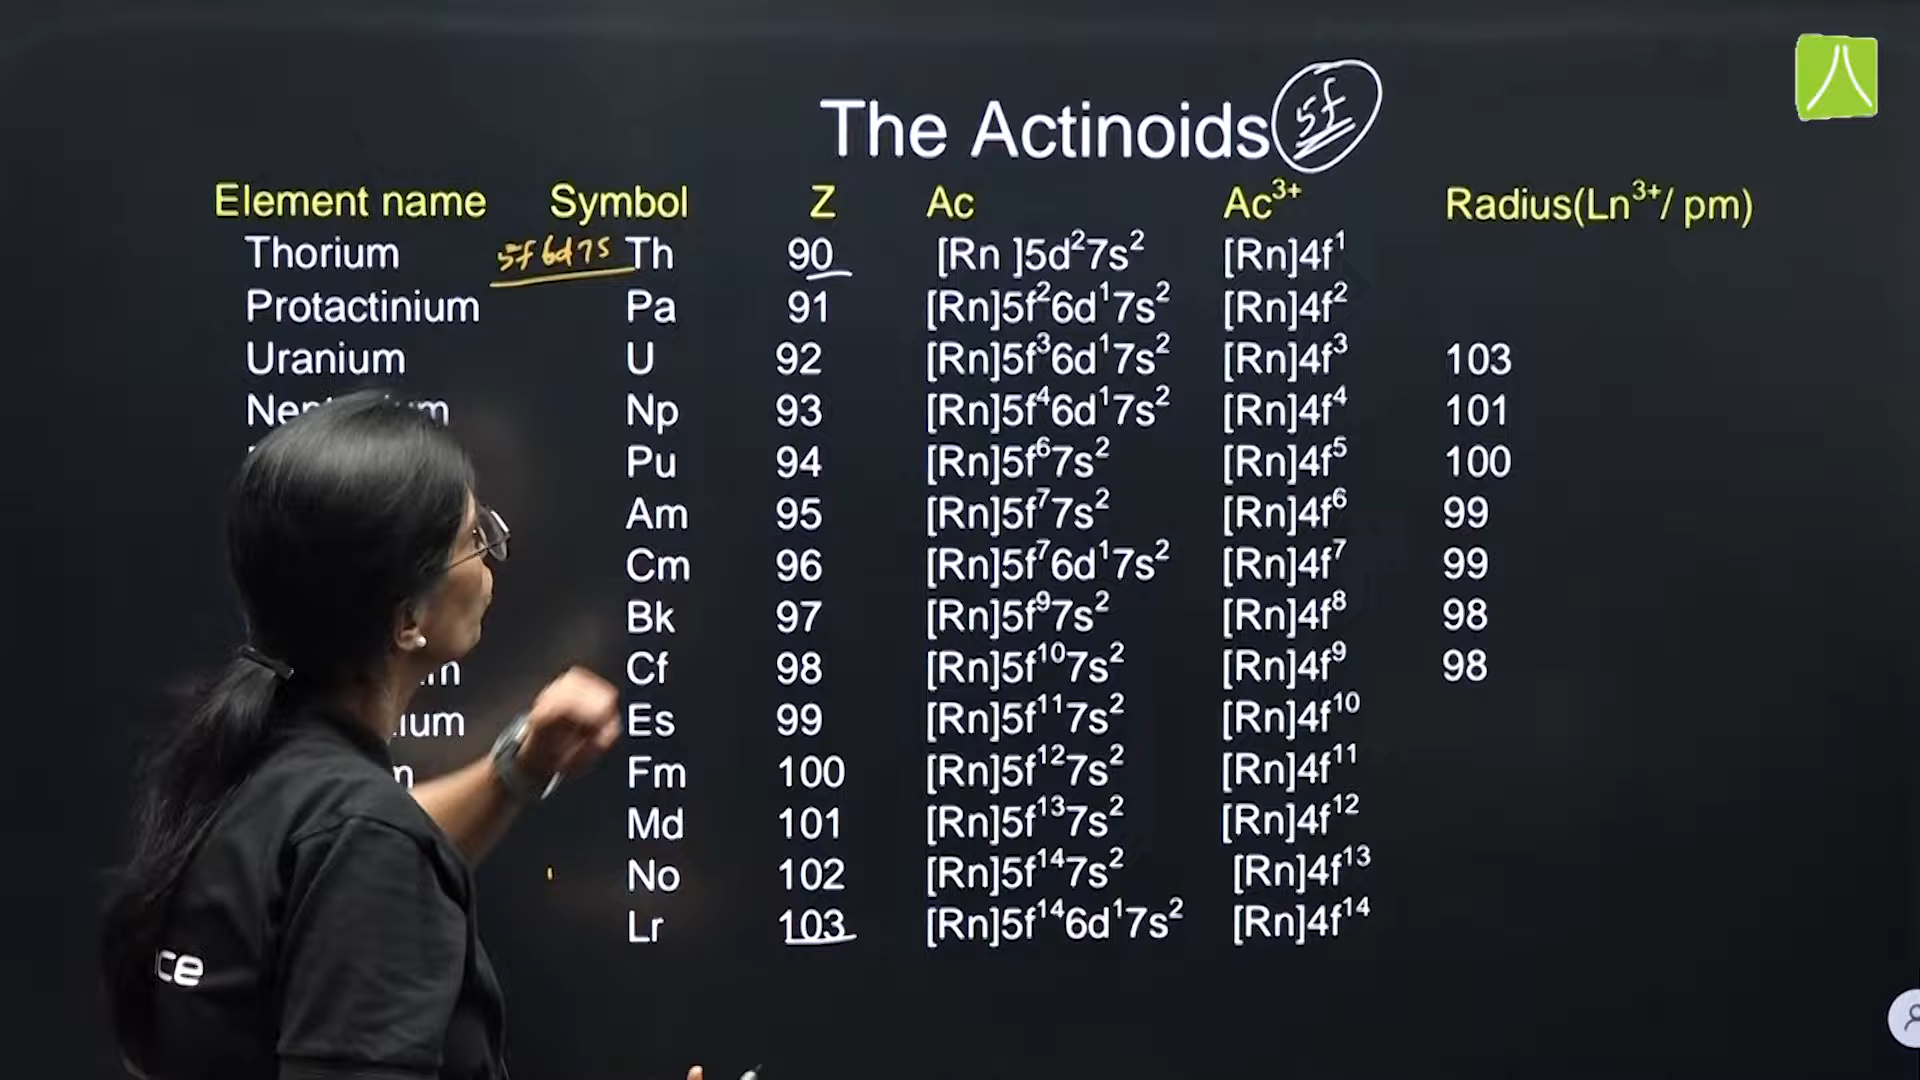 The Actinoids 5f
Element name Symbol Z Ac Ac³⁺ Radius(Ln³⁺/ pm)
Thorium 5f 6d 7s Th 90 [Rn ]5d²7s² [Rn]4f¹
Protactinium Pa 91 [Rn]5f²6d¹7s² [Rn]4f²
Uranium U 92 [Rn]5f³6d¹7s² [Rn]4f³ 103
Np 93 [Rn]5f⁴6d¹7s² [Rn]4f⁴ 101
Pu 94 [Rn]5f⁶7s² [Rn]4f⁵ 100
Am 95 [Rn]5f⁷7s² [Rn]4f⁶ 99
Cm 96 [Rn]5f⁷6d¹7s² [Rn]4f⁷ 99
Bk 97 [Rn]5f⁹7s² [Rn]4f⁸ 98
Cf 98 [Rn]5f¹⁰7s² [Rn]4f⁹ 98
Es 99 [Rn]5f¹¹7s² [Rn]4f¹⁰
Fm 100 [Rn]5f¹²7s² [Rn]4f¹¹
Md 101 [Rn]5f¹³7s² [Rn]4f¹²
No 102 [Rn]5f¹⁴7s² [Rn]4f¹³
Lr 103 [Rn]5f¹⁴6d¹7s² [Rn]4f¹⁴
ce